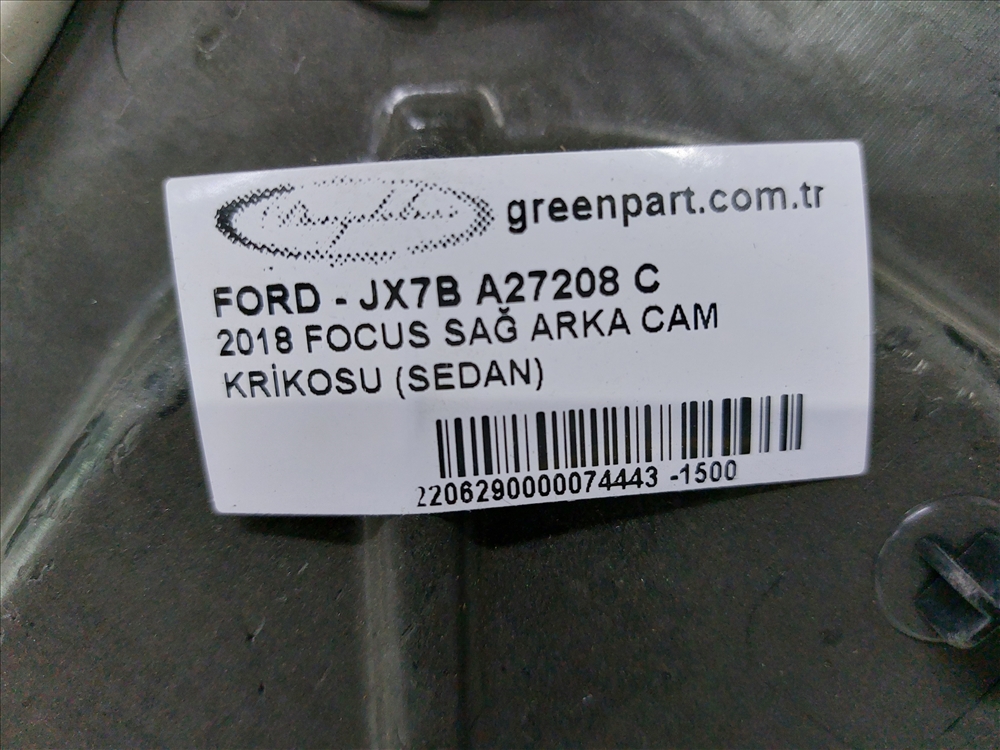 greenpart.com.tr
FORD - JX7B A27208 C
2018 FOCUS SAĞ ARKA CAM
KRİKOSU (SEDAN)
2206290000074443 -1500